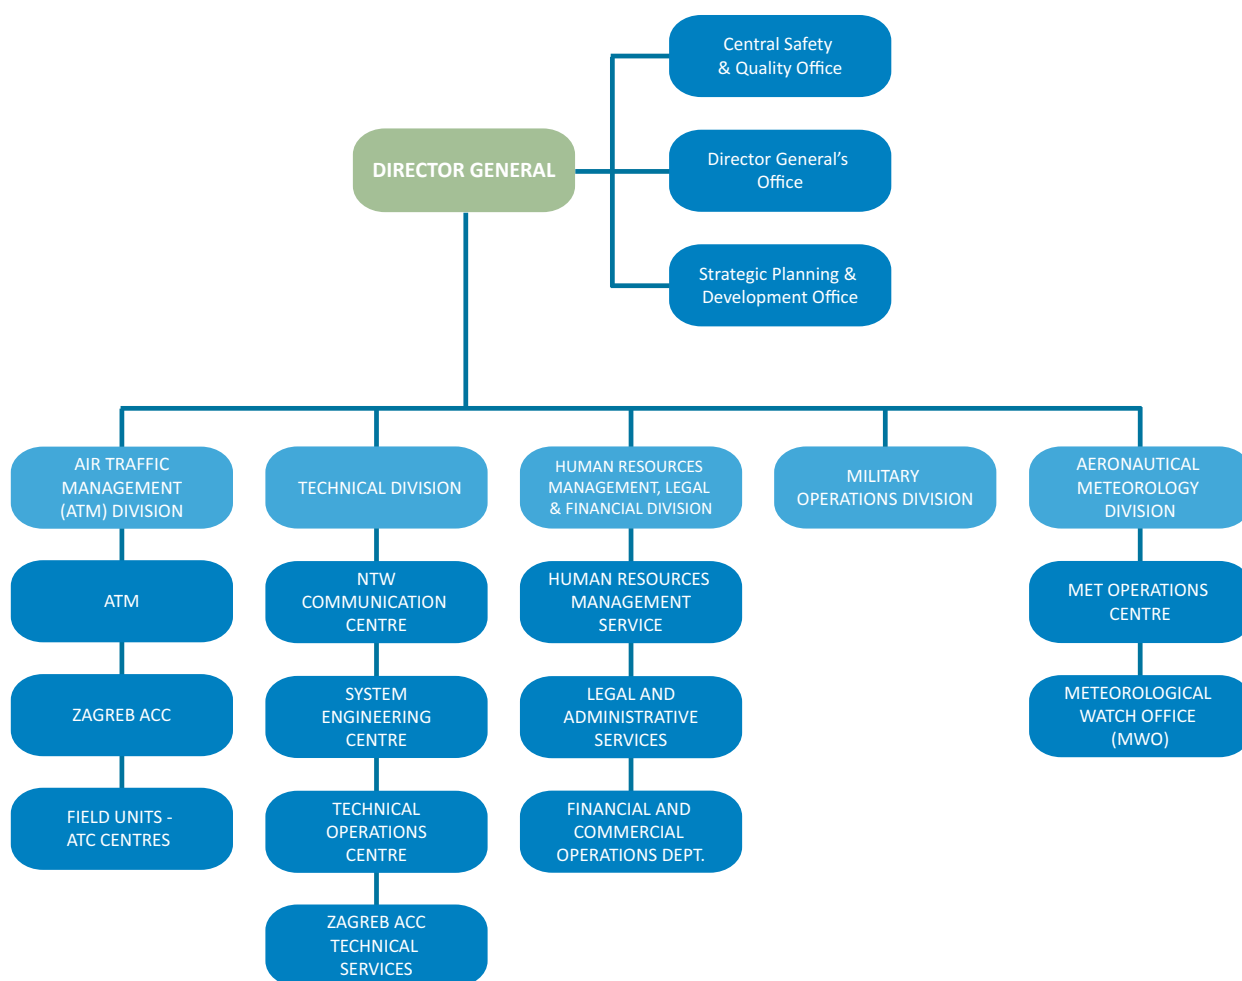 Central Safety
& Quality Office
DIRECTOR GENERAL
Director General's
Office
Strategic Planning &
Development Office
AIR TRAFFIC
MANAGEMENT
(ATM) DIVISION
TECHNICAL DIVISION
HUMAN RESOURCES
MANAGEMENT, LEGAL
& FINANCIAL DIVISION
MILITARY
OPERATIONS DIVISION
AERONAUTICAL
METEOROLOGY
DIVISION
ATM
ZAGREB ACC
FIELD UNITS -
ATC CENTRES
NTW
COMMUNICATION
CENTRE
SYSTEM
ENGINEERING
CENTRE
TECHNICAL
OPERATIONS
CENTRE
ZAGREB ACC
TECHNICAL
SERVICES
HUMAN RESOURCES
MANAGEMENT
SERVICE
LEGAL AND
ADMINISTRATIVE
SERVICES
FINANCIAL AND
COMMERCIAL
OPERATIONS DEPT.
MET OPERATIONS
CENTRE
METEOROLOGICAL
WATCH OFFICE
(MWO)